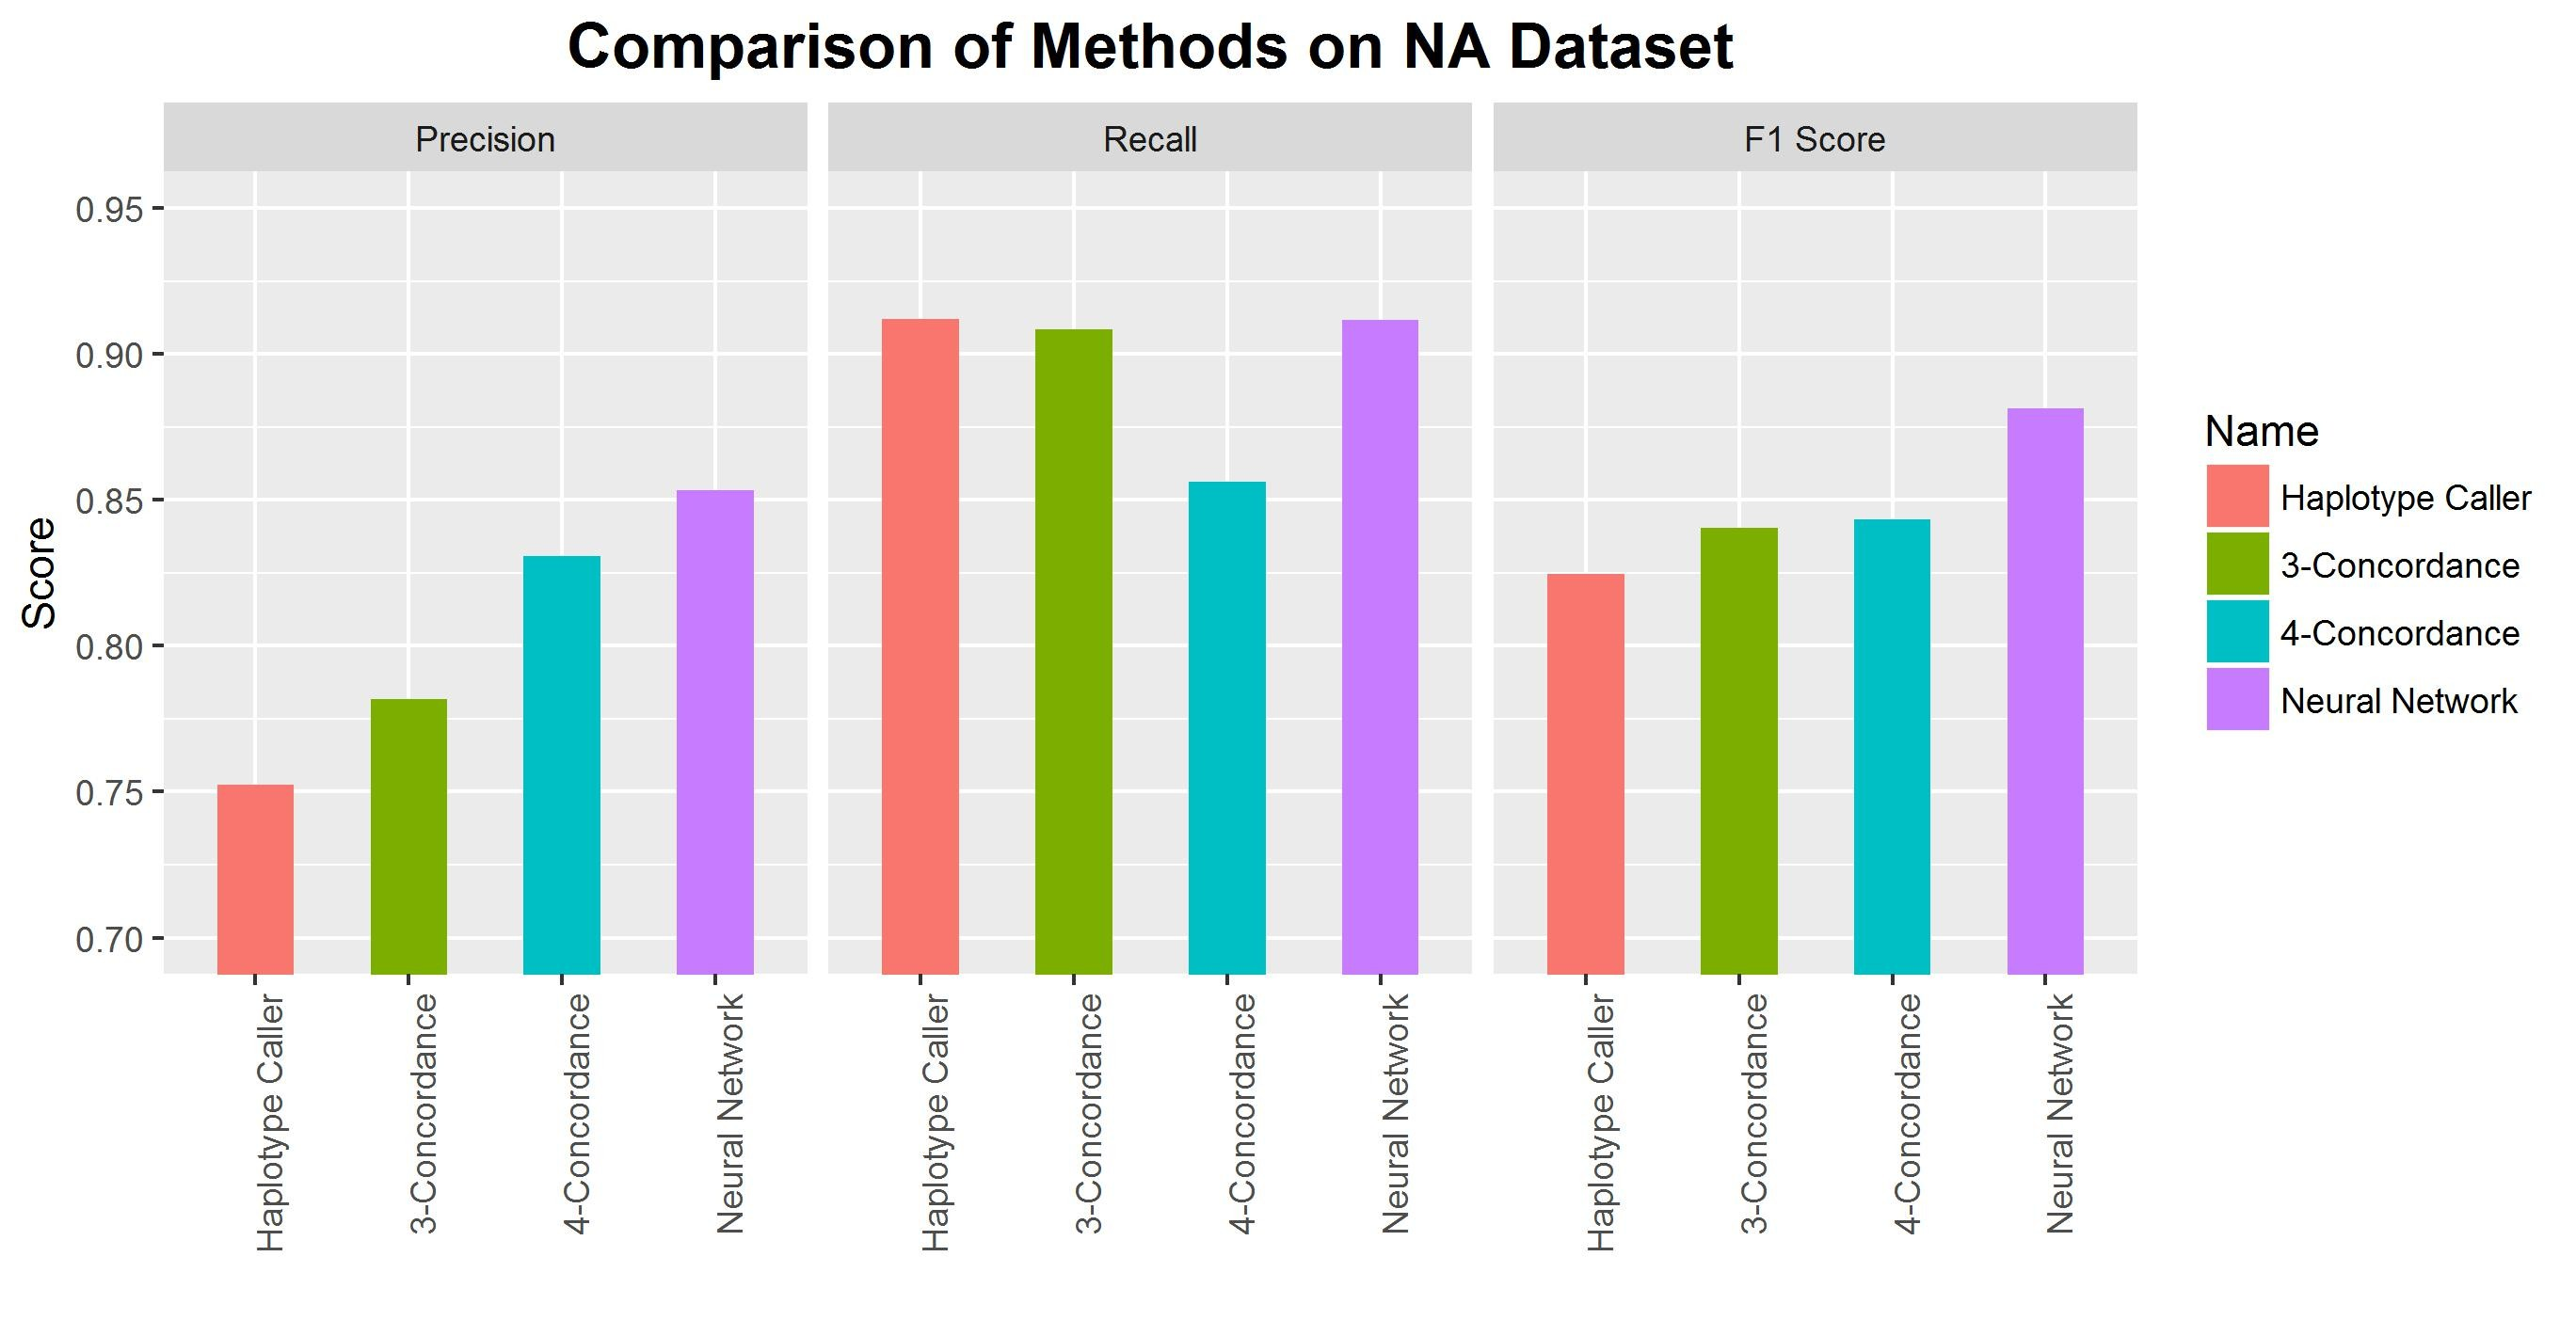 Comparison of Methods on NA Dataset
Precision
Recall
F1 Score
Score
0.95
0.90
0.85
0.80
0.75
0.70
Haplotype Caller
3-Concordance
4-Concordance
Neural Network
Haplotype Caller
3-Concordance
4-Concordance
Neural Network
Haplotype Caller
3-Concordance
4-Concordance
Neural Network
Name
Haplotype Caller
3-Concordance
4-Concordance
Neural Network